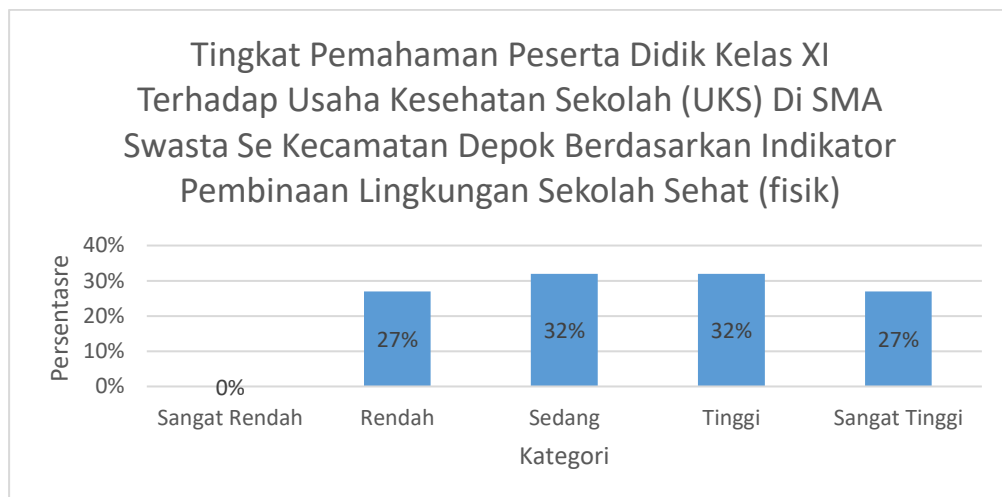 Tingkat Pemahaman Peserta Didik Kelas XI
Terhadap Usaha Kesehatan Sekolah (UKS) Di SMA
Swasta Se Kecamatan Depok Berdasarkan Indikator
Pembinaan Lingkungan Sekolah Sehat (fisik)
Persentasre
40%
30%
20%
10%
0%
0%
27%
32%
32%
27%
Sangat Rendah
Rendah
Sedang
Tinggi
Sangat Tinggi
Kategori